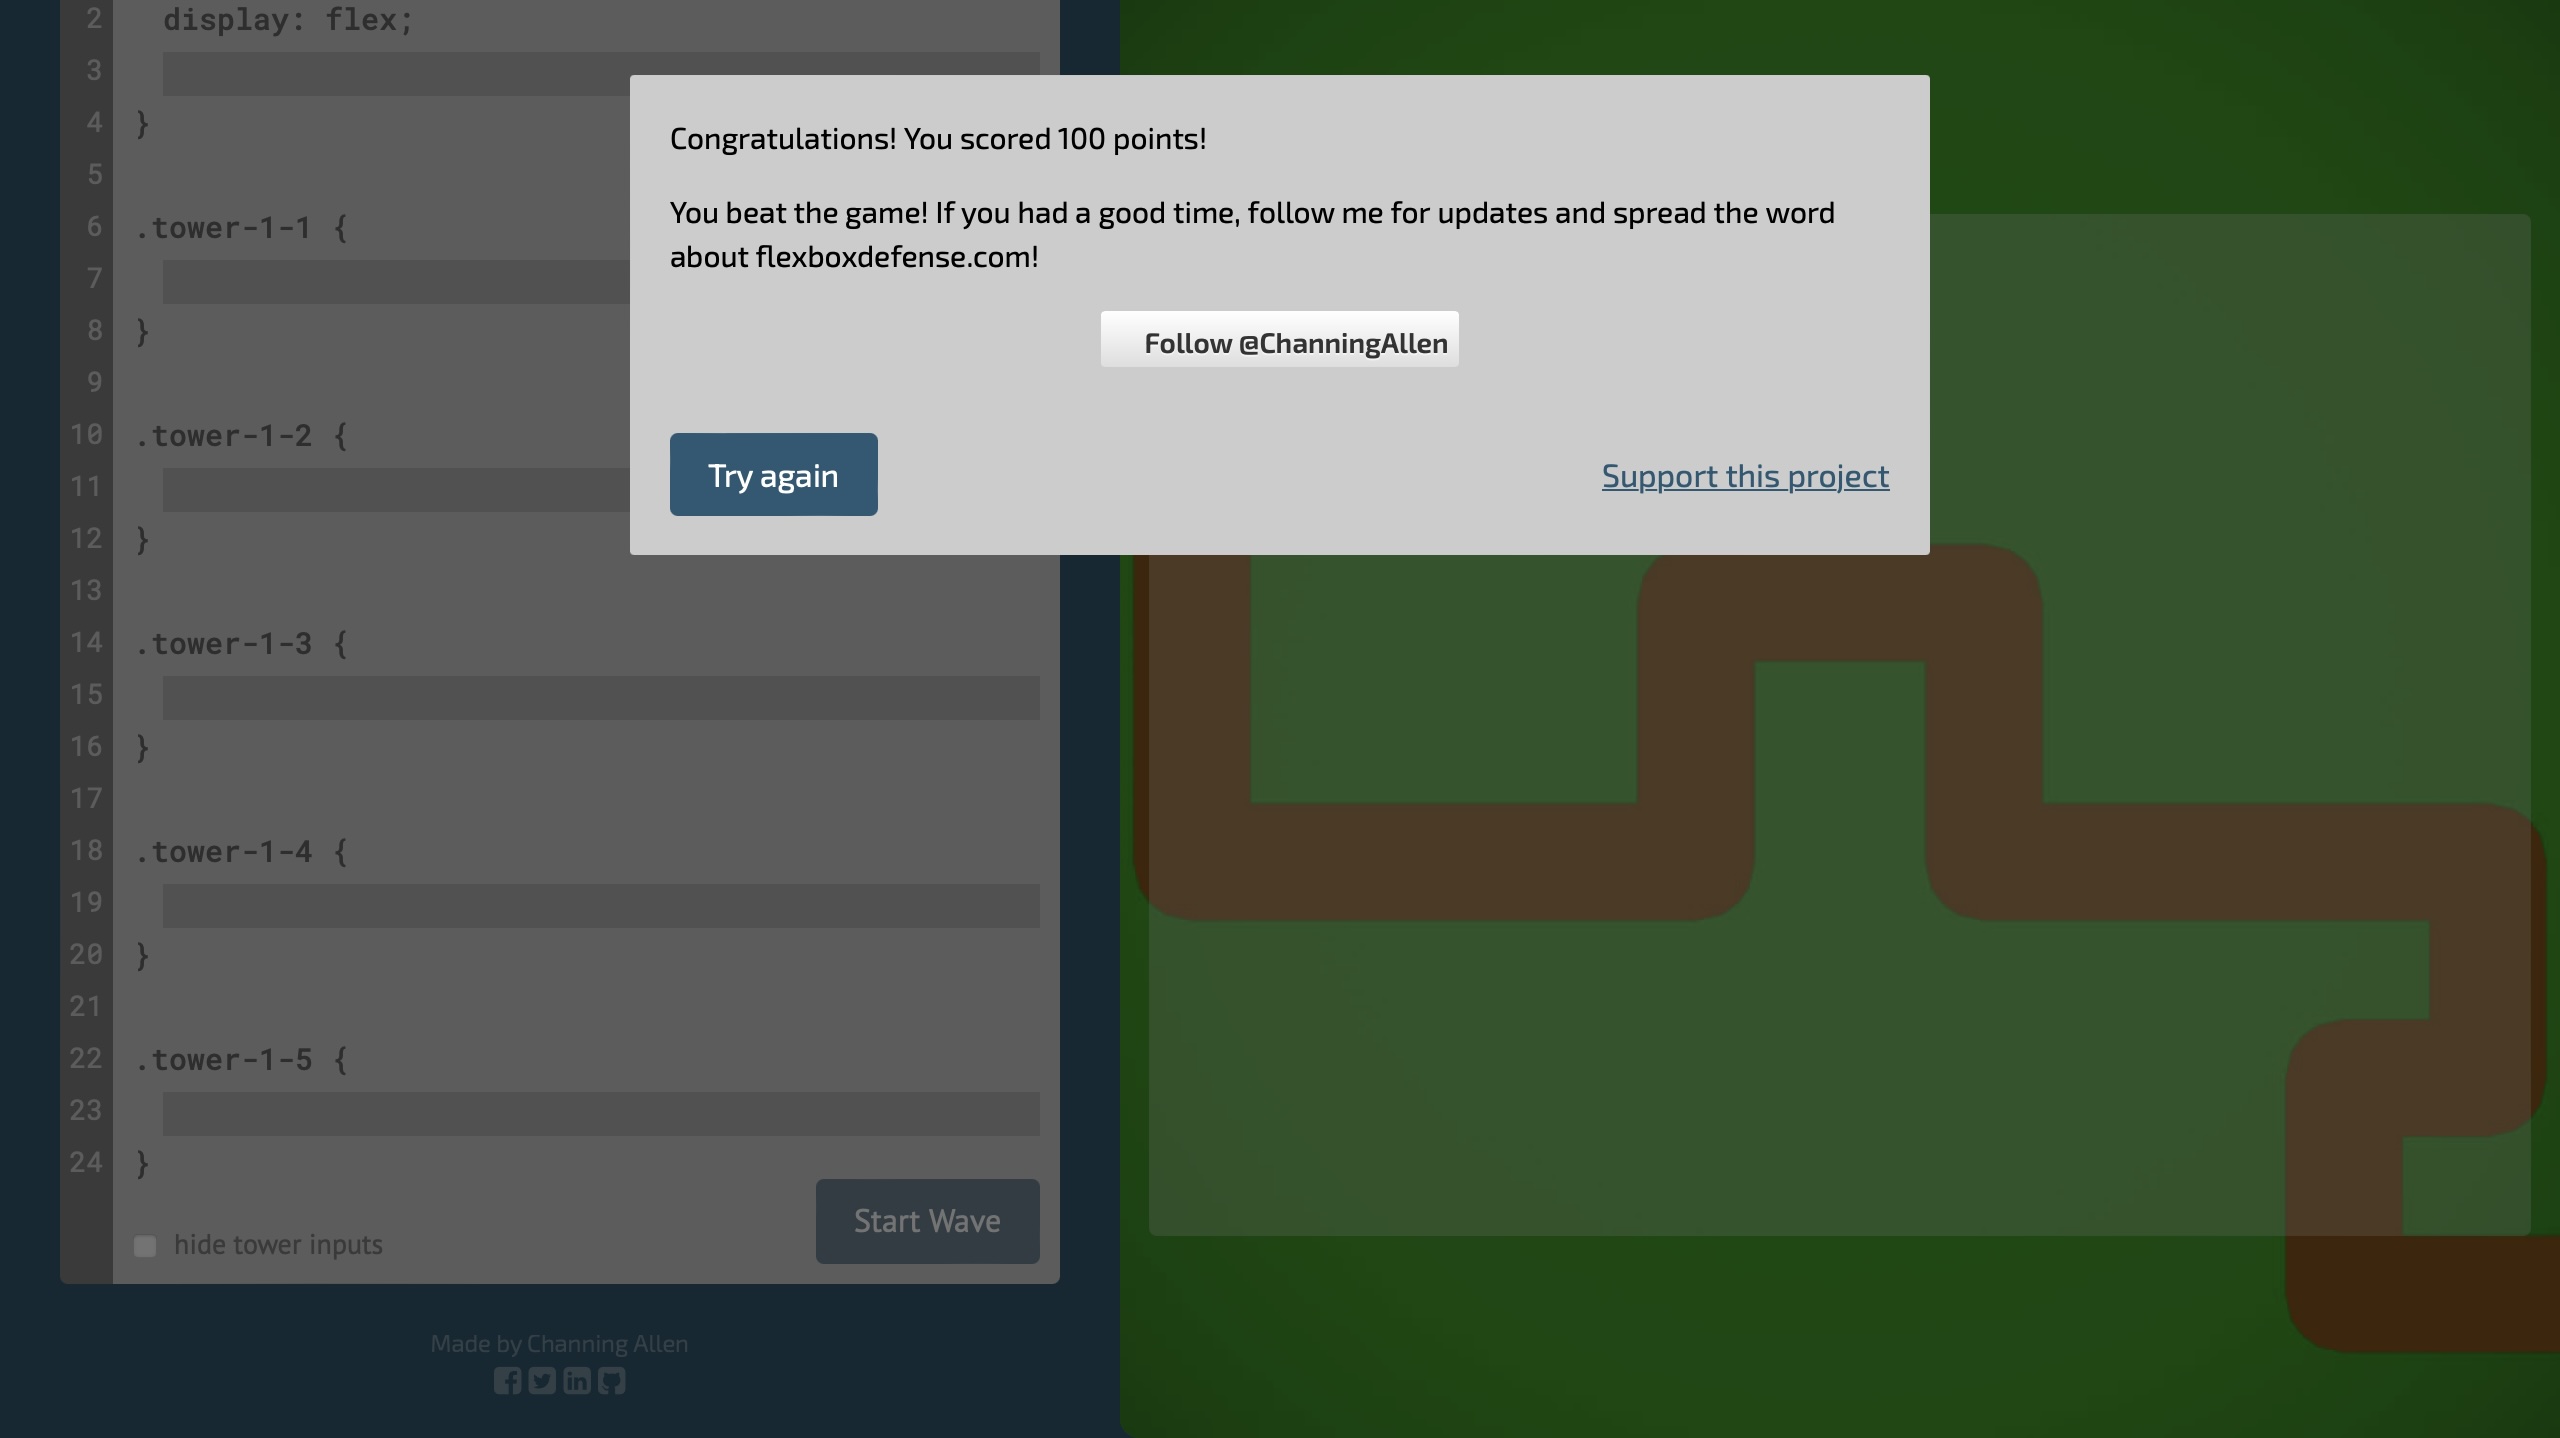 2 display: flex;
3
4 }
5
6 .tower-1-1 {
7
8 }
9
10 .tower-1-2 {
11
12 }
13
14 .tower-1-3 {
15
16 }
17
18 .tower-1-4 {
19
20 }
21
22 .tower-1-5 {
23
24 }
hide tower inputs
Start Wave
Made by Channing Allen
Congratulations! You scored 100 points!
You beat the game! If you had a good time, follow me for updates and spread the word
about flexboxdefense.com!
Follow @ChanningAllen
Try again
Support this project